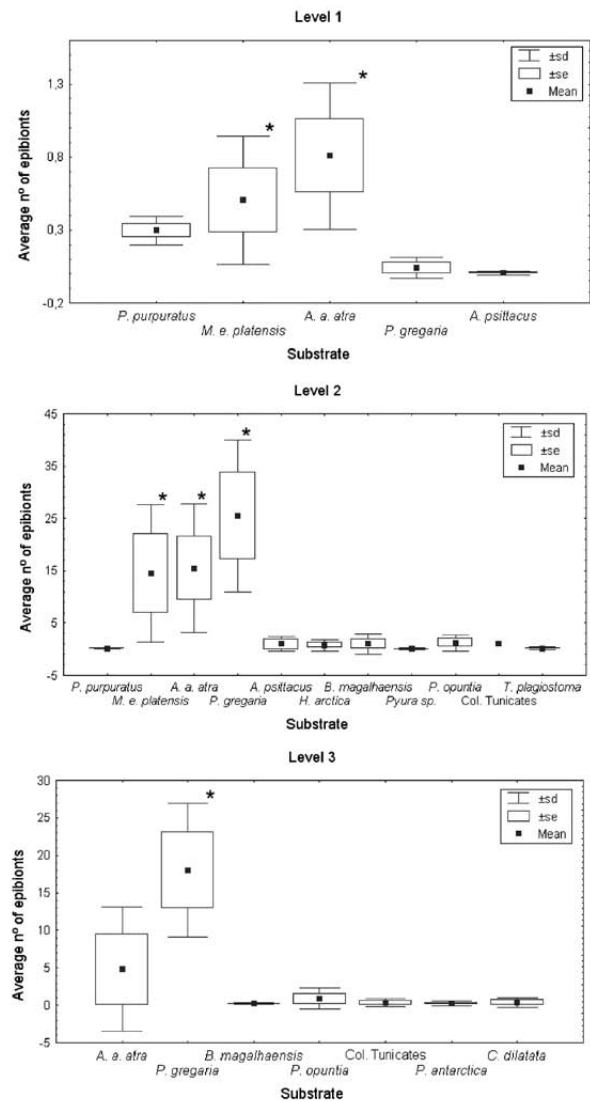 Level 1
1,3
0,8
0,3
-0,2
Average nº of epibionts
*
*
±sd
±se
Mean
P. purpuratus
A. a. atra
A. psittacus
M. e. platensis
P. gregaria
Substrate
Level 2
45
35
25
15
5
-5
Average nº of epibionts
*
*
*
±sd
±se
Mean
P. purpuratus
A. a. atra
A. psittacus
B. magalhaensis
P. opuntia
T. plagiostoma
M. e. platensis
P. gregaria
H. arctica
Pyura sp.
Col. Tunicates
Substrate
Level 3
30
25
20
15
10
5
0
-5
Average nº of epibionts
*
±sd
±se
Mean
A. a. atra
B. magalhaensis
Col. Tunicates
C. dilatata
P. gregaria
P. opuntia
P. antarctica
Substrate